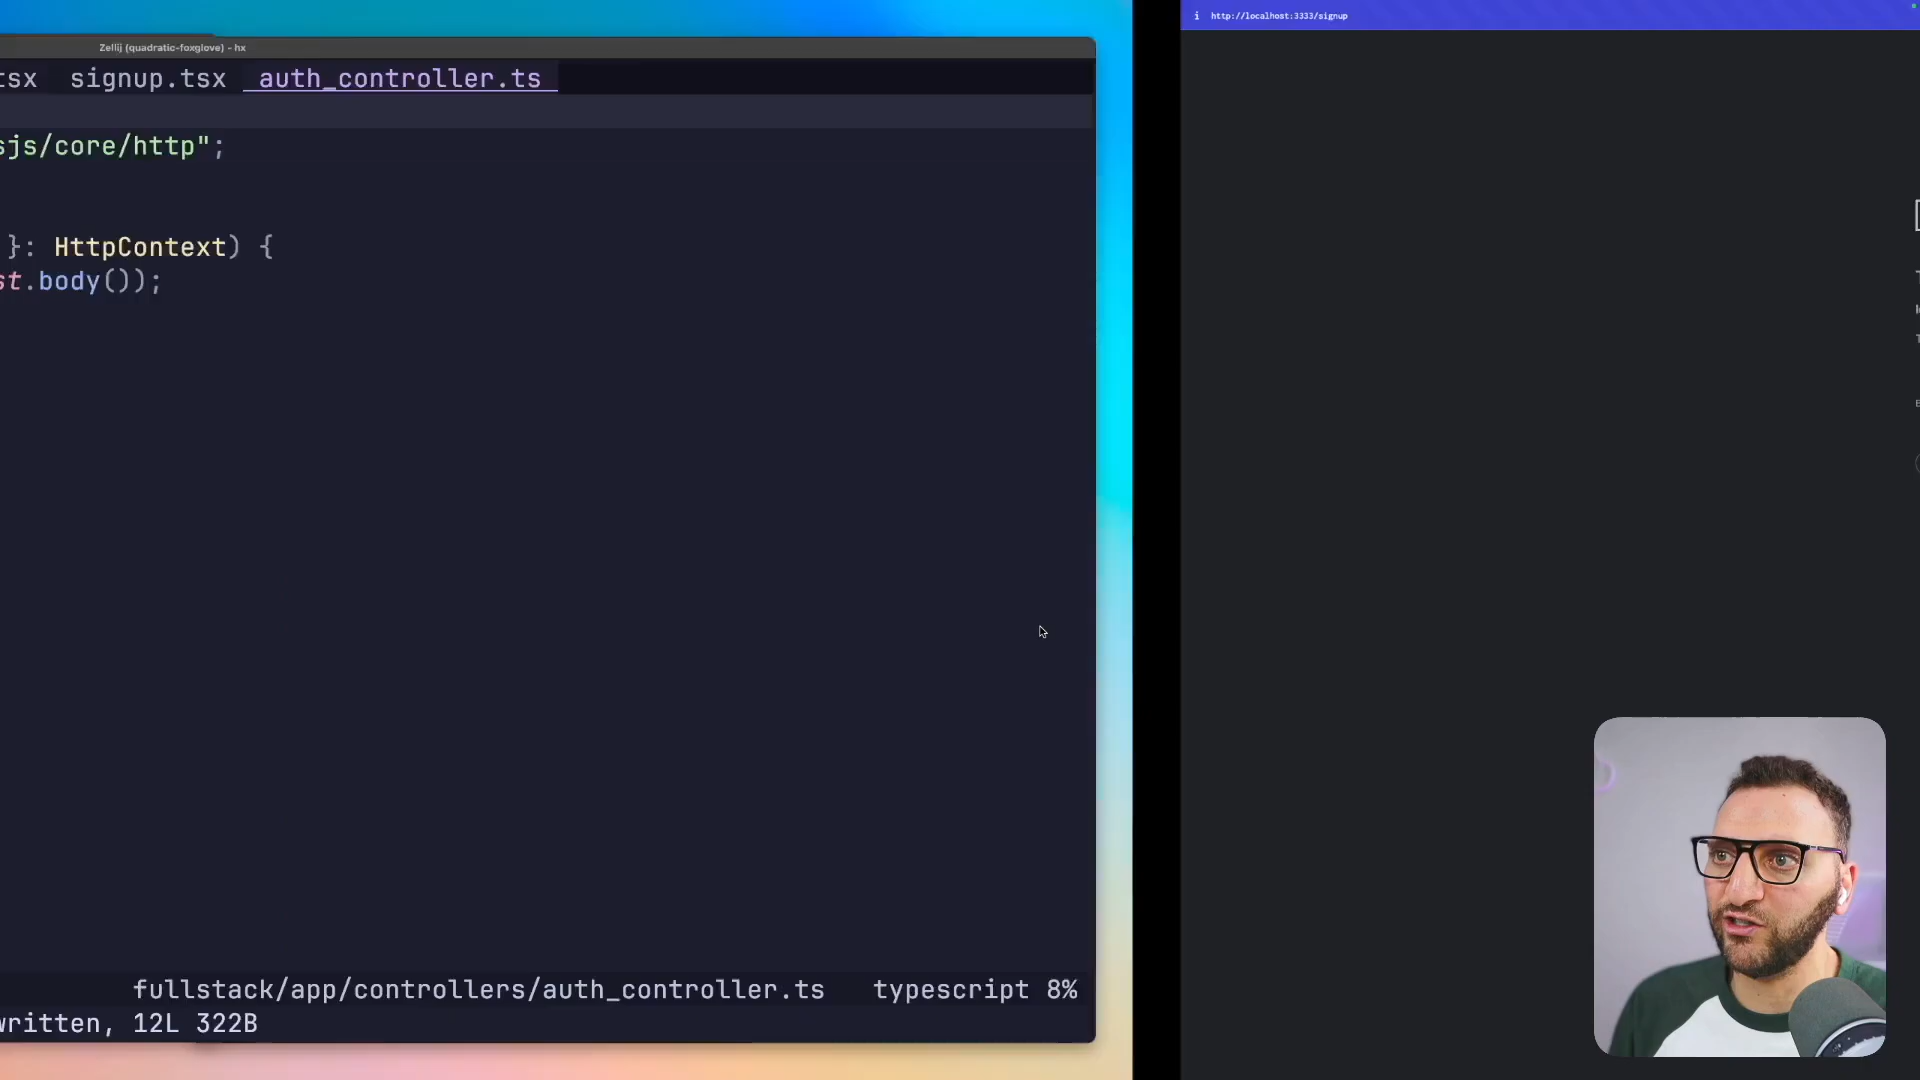 Zellij (quadratic-foxglove) - hx
tsx signup.tsx auth_controller.ts
sjs/core/http";
}: HttpContext) {
st.body());
fullstack/app/controllers/auth_controller.ts typescript 8%
written, 12L 322B
i http://localhost:3333/signup